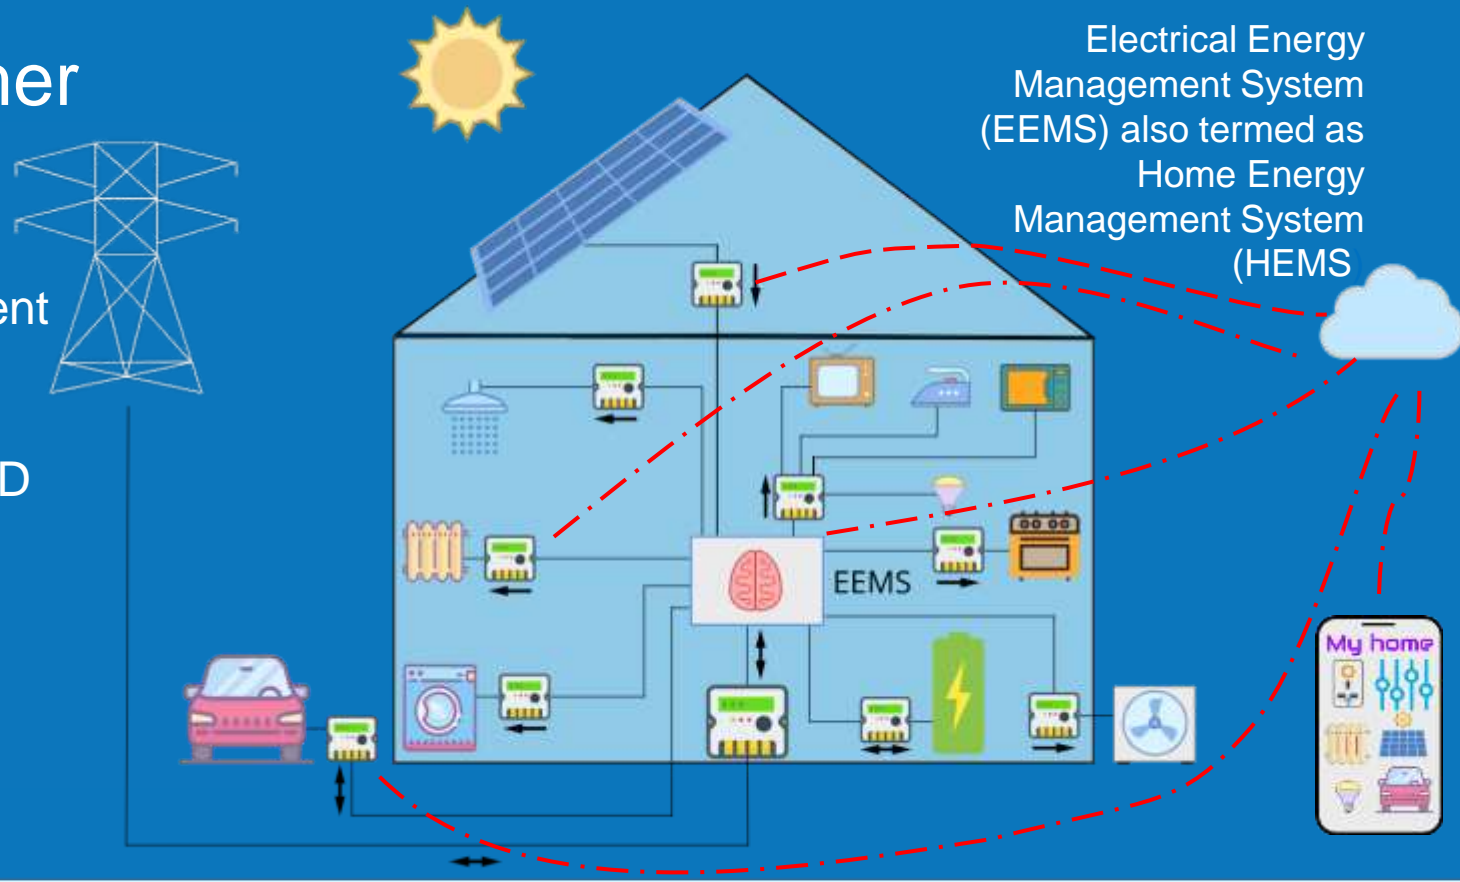 ner
Electrical Energy
Management System
(EEMS) also termed as
Home Energy
Management System
(HEMS
ent
D
EEMS
My home